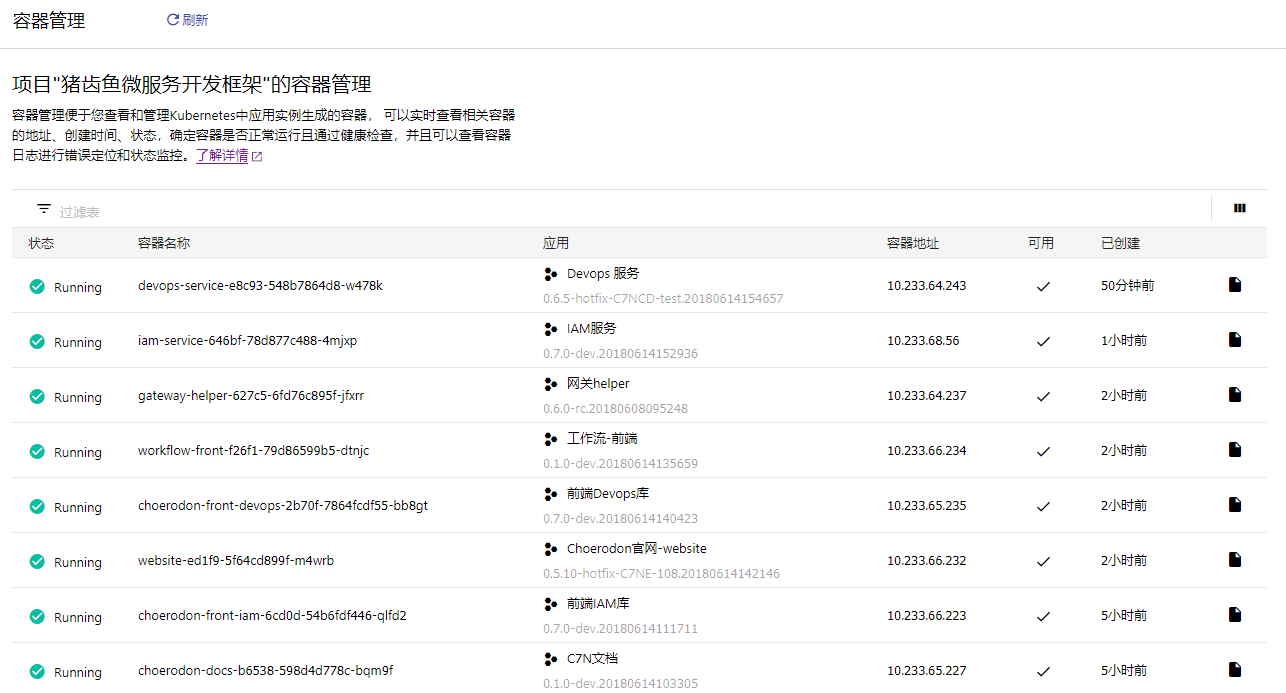 容器管理 刷新
项目"猪齿鱼微服务开发框架"的容器管理
容器管理便于您查看和管理Kubernetes中应用实例生成的容器， 可以实时查看相关容器
的地址、创建时间、状态，确定容器是否正常运行且通过健康检查，并且可以查看容器
日志进行错误定位和状态监控。了解详情
过滤表
状态 容器名称 应用 容器地址 可用 已创建
Running devops-service-e8c93-548b7864d8-w478k Devops 服务 10.233.64.243 50分钟前
0.6.5-hotfix-C7NCD-test.20180614154657
Running iam-service-646bf-78d877c488-4mjxp IAM服务 10.233.68.56 1小时前
0.7.0-dev.20180614152936
Running gateway-helper-627c5-6fd76c895f-jfxrr 网关helper 10.233.64.237 2小时前
0.6.0-rc.20180608095248
Running workflow-front-f26f1-79d86599b5-dtnjc 工作流-前端 10.233.66.234 2小时前
0.1.0-dev.20180614135659
Running choerodon-front-devops-2b70f-7864fcdf55-bb8gt 前端Devops库 10.233.65.235 2小时前
0.7.0-dev.20180614140423
Running website-ed1f9-5f64cd899f-m4wrb Choerodon官网-website 10.233.66.232 2小时前
0.5.10-hotfix-C7NE-108.20180614142146
Running choerodon-front-iam-6cd0d-54b6fdf446-qlfd2 前端IAM库 10.233.66.223 5小时前
0.7.0-dev.20180614111711
Running choerodon-docs-b6538-598d4d778c-bqm9f C7N文档 10.233.65.227 5小时前
0.1.0-dev.20180614103305